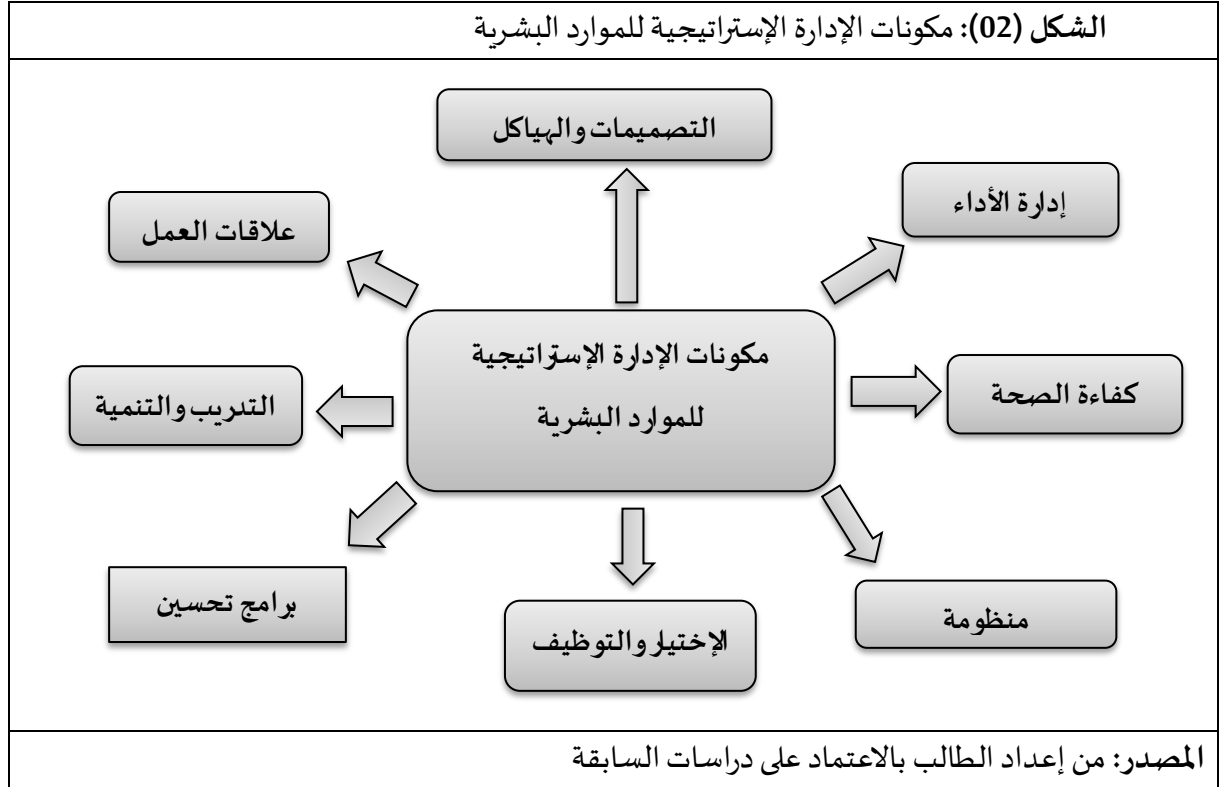 الشكل (02): مكونات الإدارة الإستراتيجية للموارد البشرية
التصميمات والهياكل
إدارة الأداء
علاقات العمل
مكونات الإدارة الإستراتيجية
للموارد البشرية
كفاءة الصحة
التدريب والتنمية
منظومة
الإختيار والتوظيف
برامج تحسين
المصدر: من إعداد الطالب بالاعتماد على دراسات السابقة